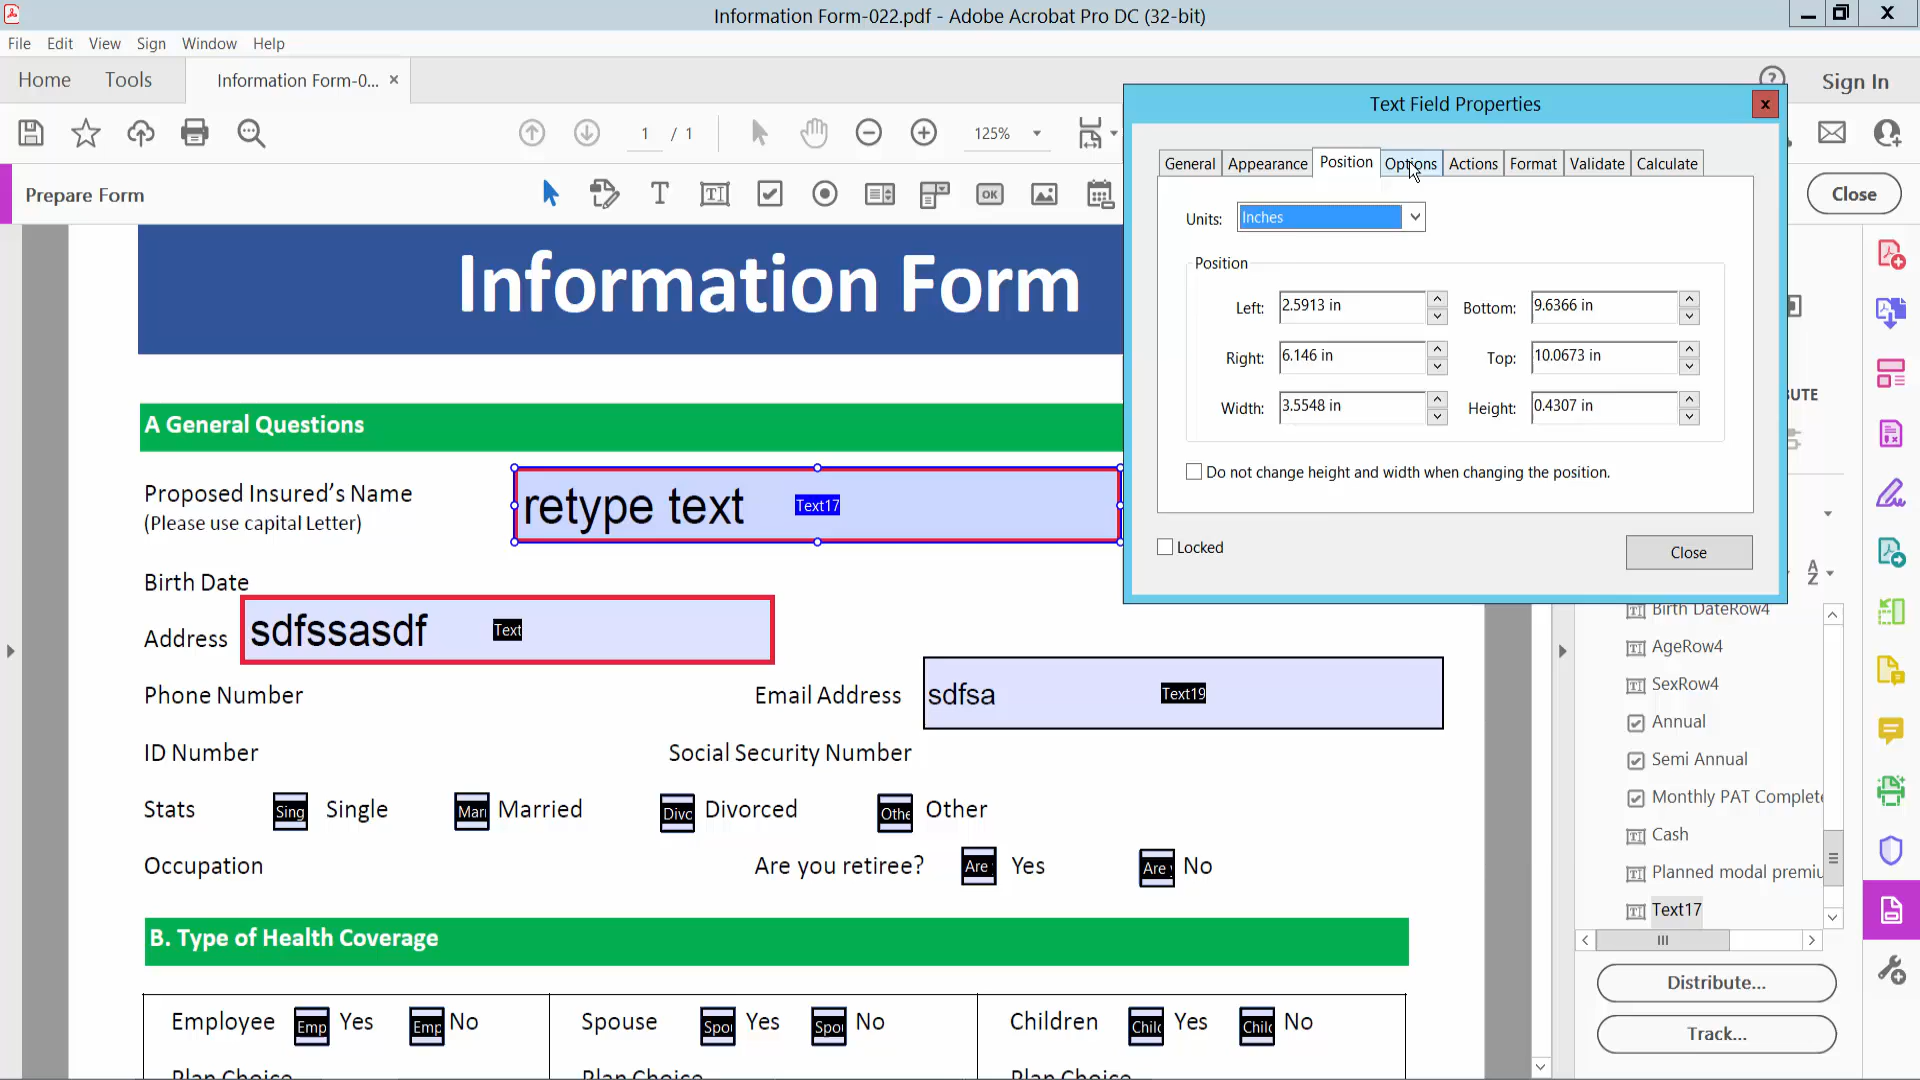 Information Form-022.pdf - Adobe Acrobat Pro DC (32-bit)
File Edit View Sign Window Help
Home Tools Information Form-0... × Sign In
1 / 1 125%
Prepare Form OK Close
Text Field Properties
General Appearance Position Options Actions Format Validate Calculate
Units: Inches
Position
Left: 2.5913 in Bottom: 9.6366 in
Right: 6.146 in Top: 10.0673 in
Width: 3.5548 in Height: 0.4307 in
Do not change height and width when changing the position.
Locked Close
Information Form
A General Questions
Proposed Insured’s Name
(Please use capital Letter)
retype text Text17
Birth Date
Address sdfssasdf Text
Phone Number Email Address sdfsa Text19
ID Number Social Security Number
Stats Sing Single Mari Married Divc Divorced Othe Other
Occupation Are you retiree? Are Yes Are No
B. Type of Health Coverage
Employee Emp Yes Emp No Spouse Spou Yes Spou No Children Chilc Yes Chilc No
Plan Choice Plan Choice Plan Choice
Birth DateRow4
AgeRow4
SexRow4
Annual
Semi Annual
Monthly PAT Complete
Cash
Planned modal premiu
Text17
Distribute...
Track...